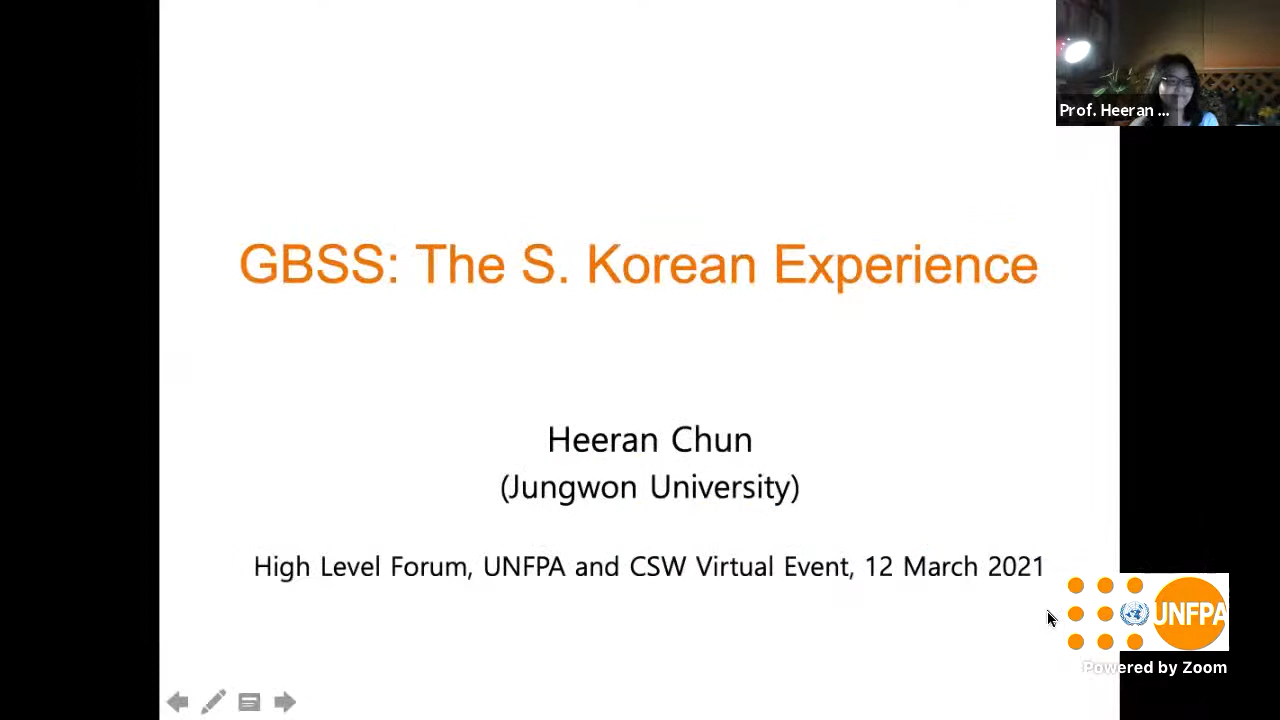 Prof. Heeran ...
GBSS: The S. Korean Experience
Heeran Chun
(Jungwon University)
High Level Forum, UNFPA and CSW Virtual Event, 12 March 2021
UNFPA
Powered by Zoom